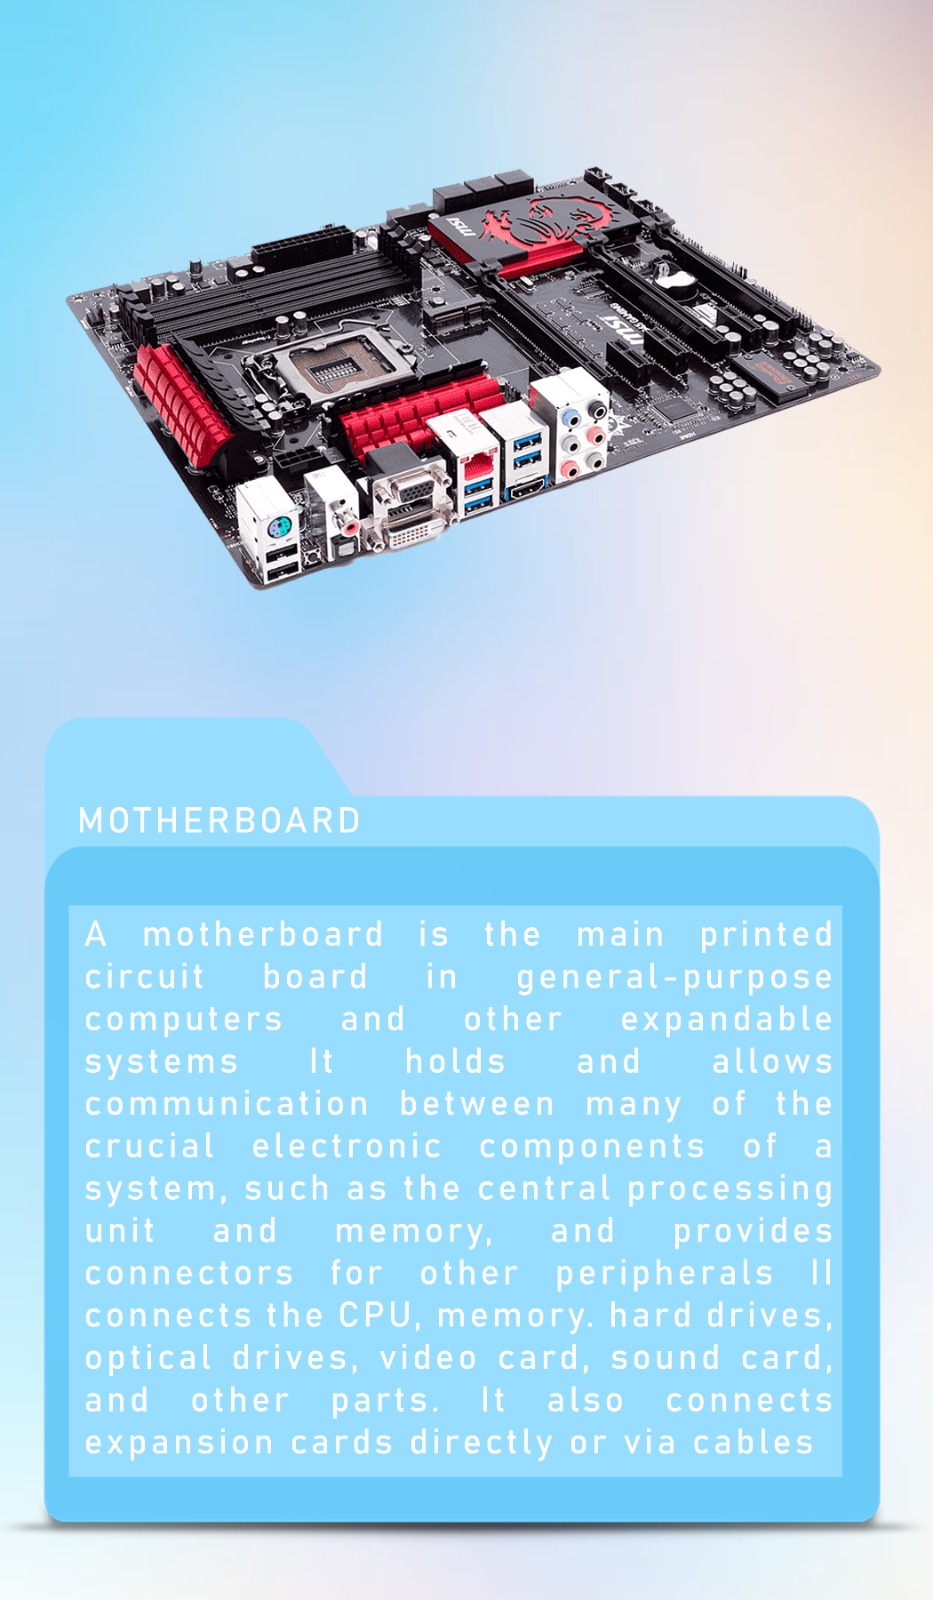 MSI
MSI
MOTHERBOARD
A motherboard is the main printed
circuit board in general-purpose
computers and other expandable
systems It holds and allows
communication between many of the
crucial electronic components of a
system, such as the central processing
unit and memory, and provides
connectors for other peripherals II
connects the CPU, memory. hard drives,
optical drives, video card, sound card,
and other parts. It also connects
expansion cards directly or via cables